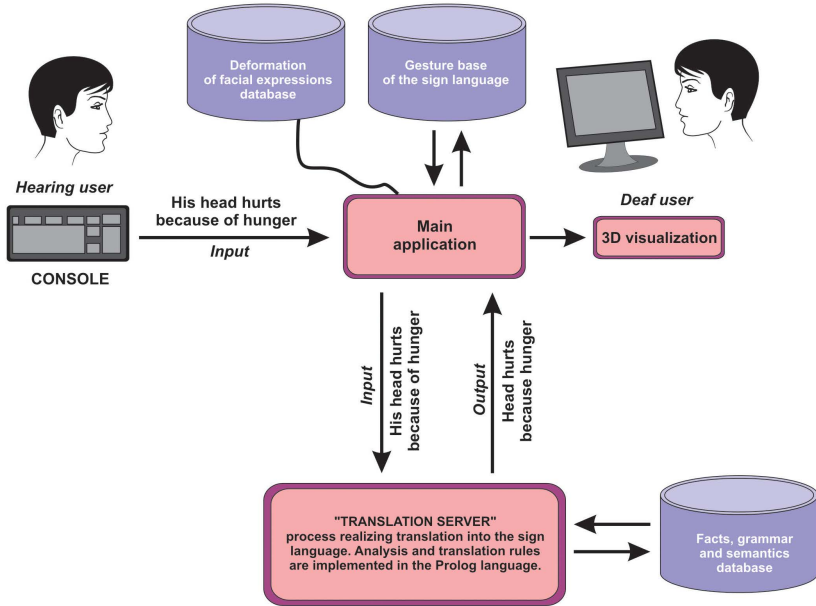 Deformation
of facial expressions
database
Gesture base
of the sign language
Hearing user
His head hurts
because of hunger
Input
CONSOLE
Main
application
Deaf user
3D visualization
Input
His head hurts
because of hunger
Output
Head hurts
because hunger
"TRANSLATION SERVER"
process realizing translation into the sign
language. Analysis and translation rules
are implemented in the Prolog language.
Facts, grammar
and semantics
database